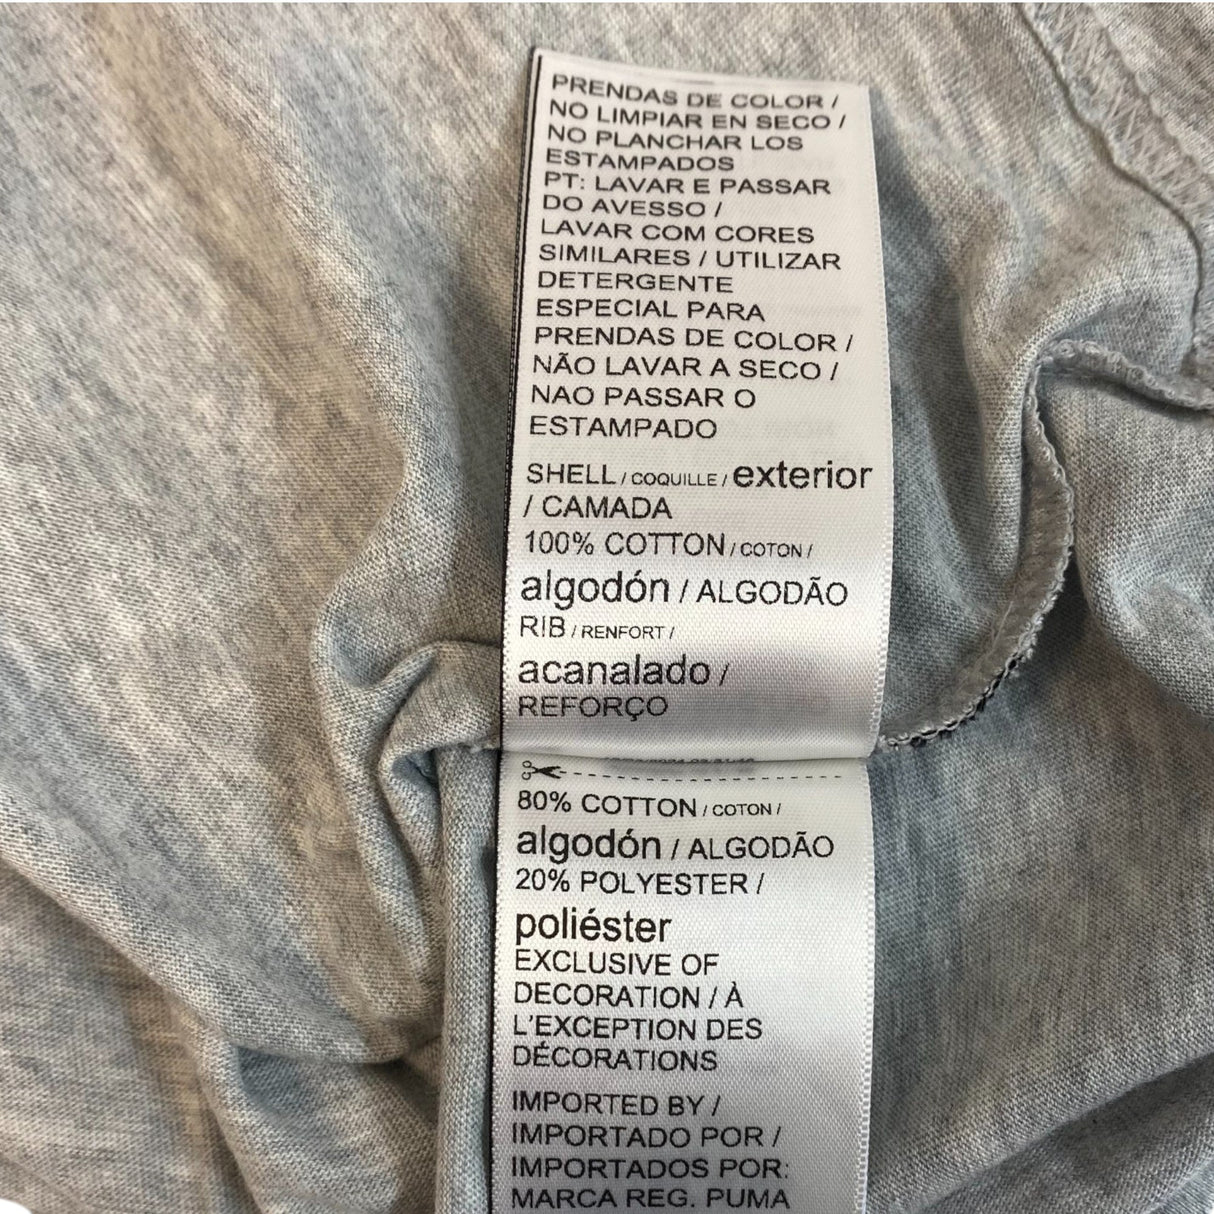 PRENDAS DE COLOR /
NO LIMPIAR EN SECO /
NO PLANCHAR LOS
ESTAMPADOS
PT: LAVAR E PASSAR
DO AVESSO /
LAVAR COM CORES
SIMILARES / UTILIZAR
DETERGENTE
ESPECIAL PARA
PRENDAS DE COLOR /
NÃO LAVAR A SECO /
NAO PASSAR O
ESTAMPADO
SHELL / COQUILLE / exterior
/ CAMADA
100% COTTON / COTON /
algodón / ALGODÃO
RIB / RENFORT /
acanalado /
REFORÇO
80% COTTON / COTON /
algodón / ALGODÃO
20% POLYESTER /
poliéster
EXCLUSIVE OF
DECORATION / À
L'EXCEPTION DES
DÉCORATIONS
IMPORTED BY /
IMPORTADO POR /
IMPORTADOS POR:
MARCA REG. PUMA